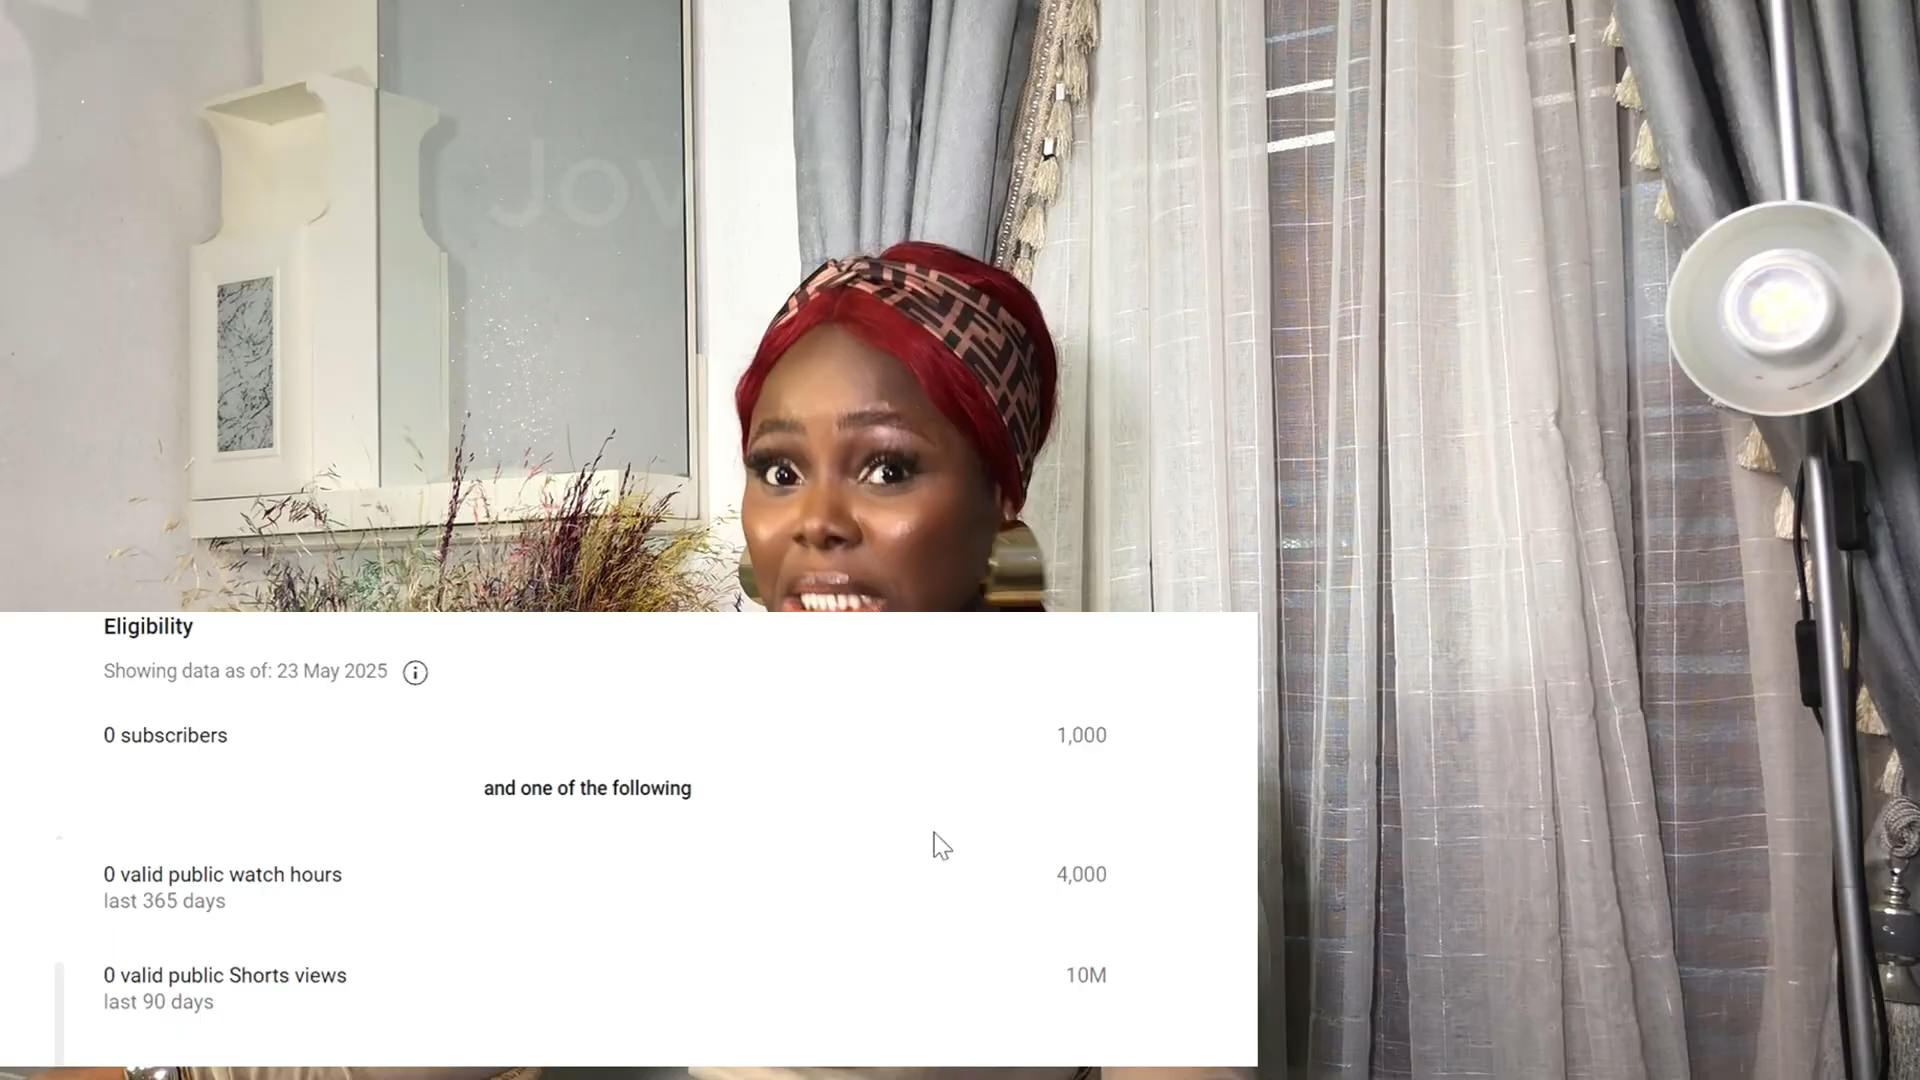 Jov
Eligibility
Showing data as of: 23 May 2025
0 subscribers 1,000
and one of the following
0 valid public watch hours 4,000
last 365 days
0 valid public Shorts views 10M
last 90 days